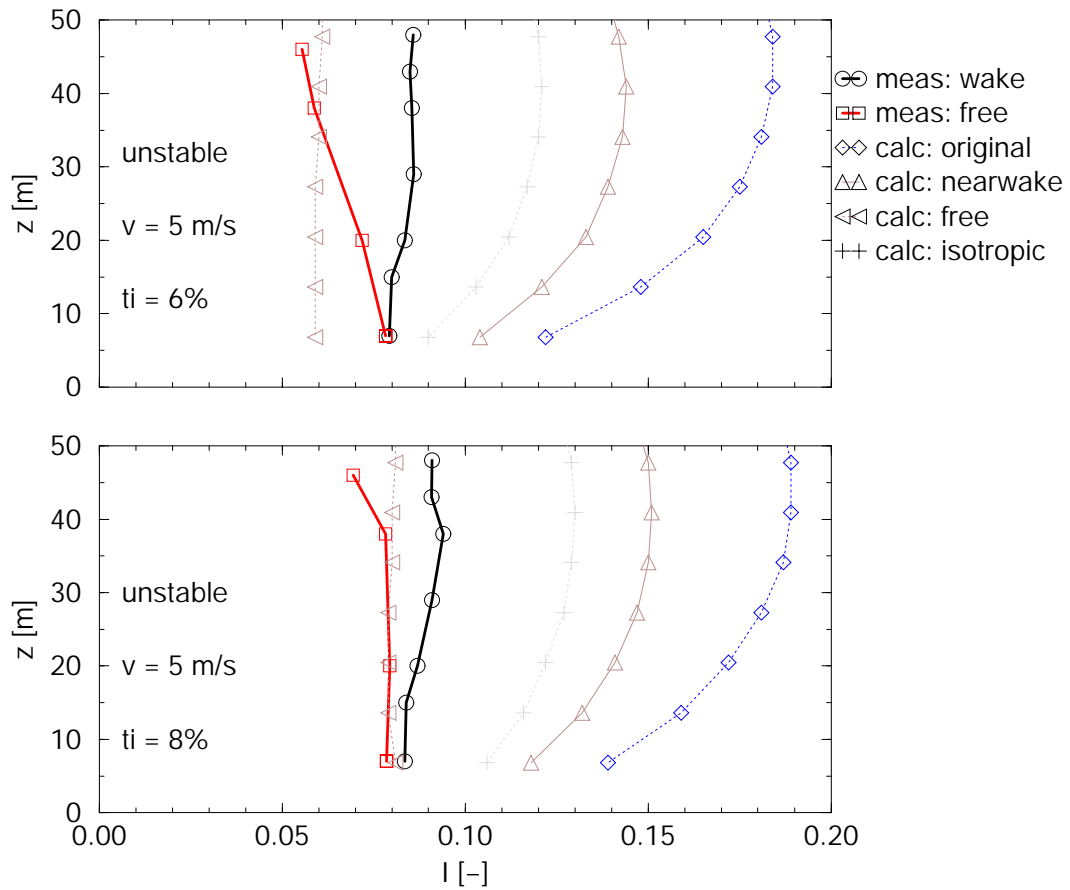 50
40
30
20
10
0
z [m]
unstable
v = 5 m/s
ti = 6%
meas: wake
meas: free
calc: original
calc: nearwake
calc: free
calc: isotropic
50
40
30
20
10
0
z [m]
unstable
v = 5 m/s
ti = 8%
0.00 0.05 0.10 0.15 0.20
I [–]